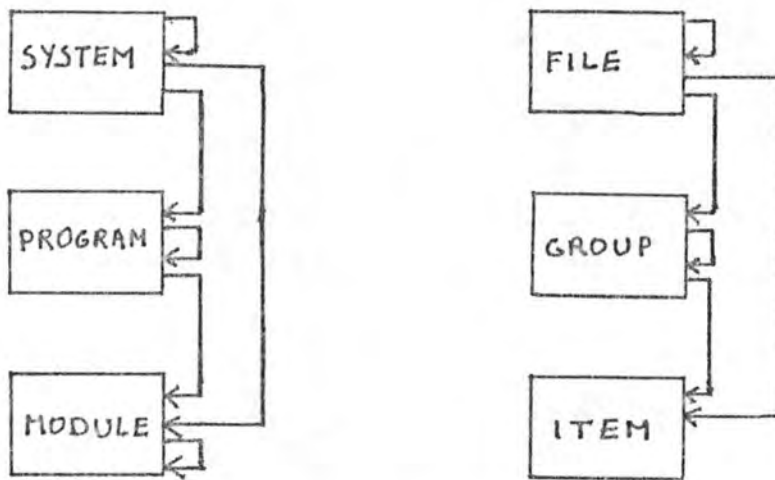 SYSTEM
PROGRAM
MODULE
FILE
GROUP
ITEM